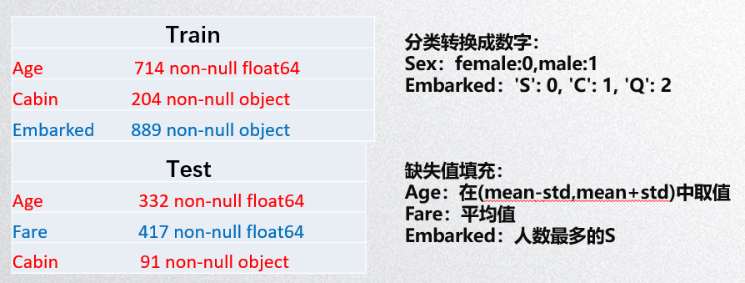 Train
Age 714 non-null float64
Cabin 204 non-null object
Embarked 889 non-null object
Test
Age 332 non-null float64
Fare 417 non-null float64
Cabin 91 non-null object
分类转换成数字：
Sex：female:0,male:1
Embarked：'S': 0, 'C': 1, 'Q': 2
缺失值填充：
Age：在(mean-std,mean+std)中取值
Fare：平均值
Embarked：人数最多的S